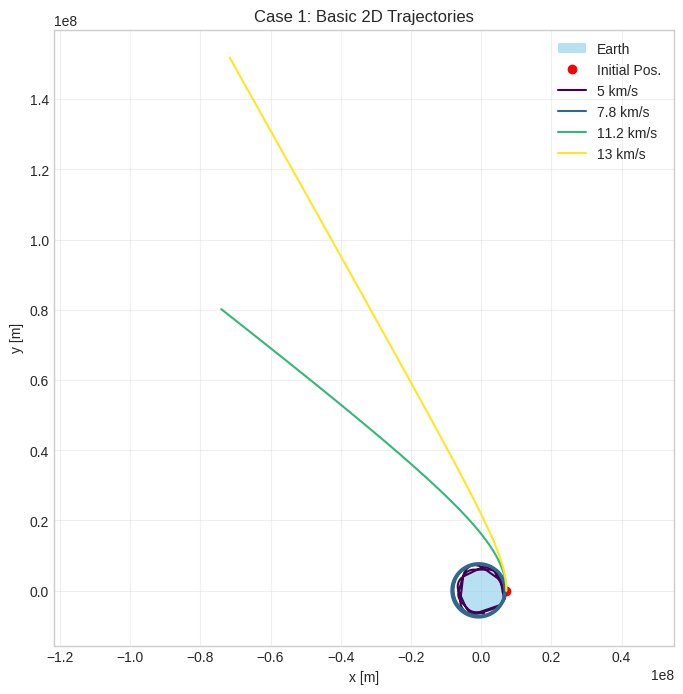 Case 1: Basic 2D Trajectories
1e8
Earth
Initial Pos.
5 km/s
7.8 km/s
11.2 km/s
13 km/s
1.4
1.2
1.0
0.8
0.6
0.4
0.2
0.0
y [m]
−1.2 −1.0 −0.8 −0.6 −0.4 −0.2 0.0 0.2 0.4
x [m]
1e8